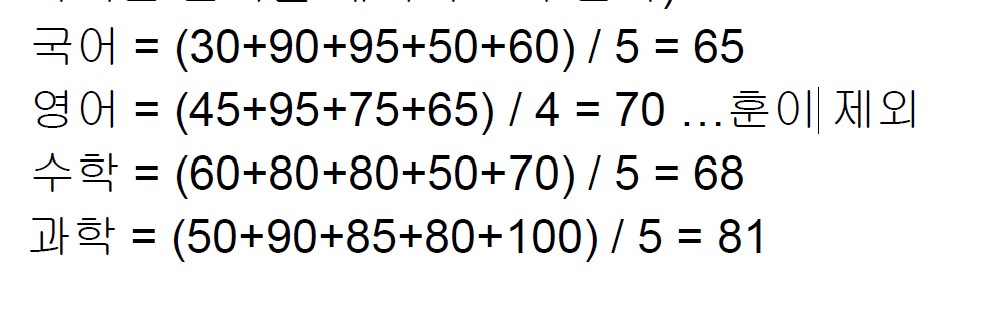 국어 = (30+90+95+50+60) / 5 = 65
영어 = (45+95+75+65) / 4 = 70 …훈이 제외
수학 = (60+80+80+50+70) / 5 = 68
과학 = (50+90+85+80+100) / 5 = 81